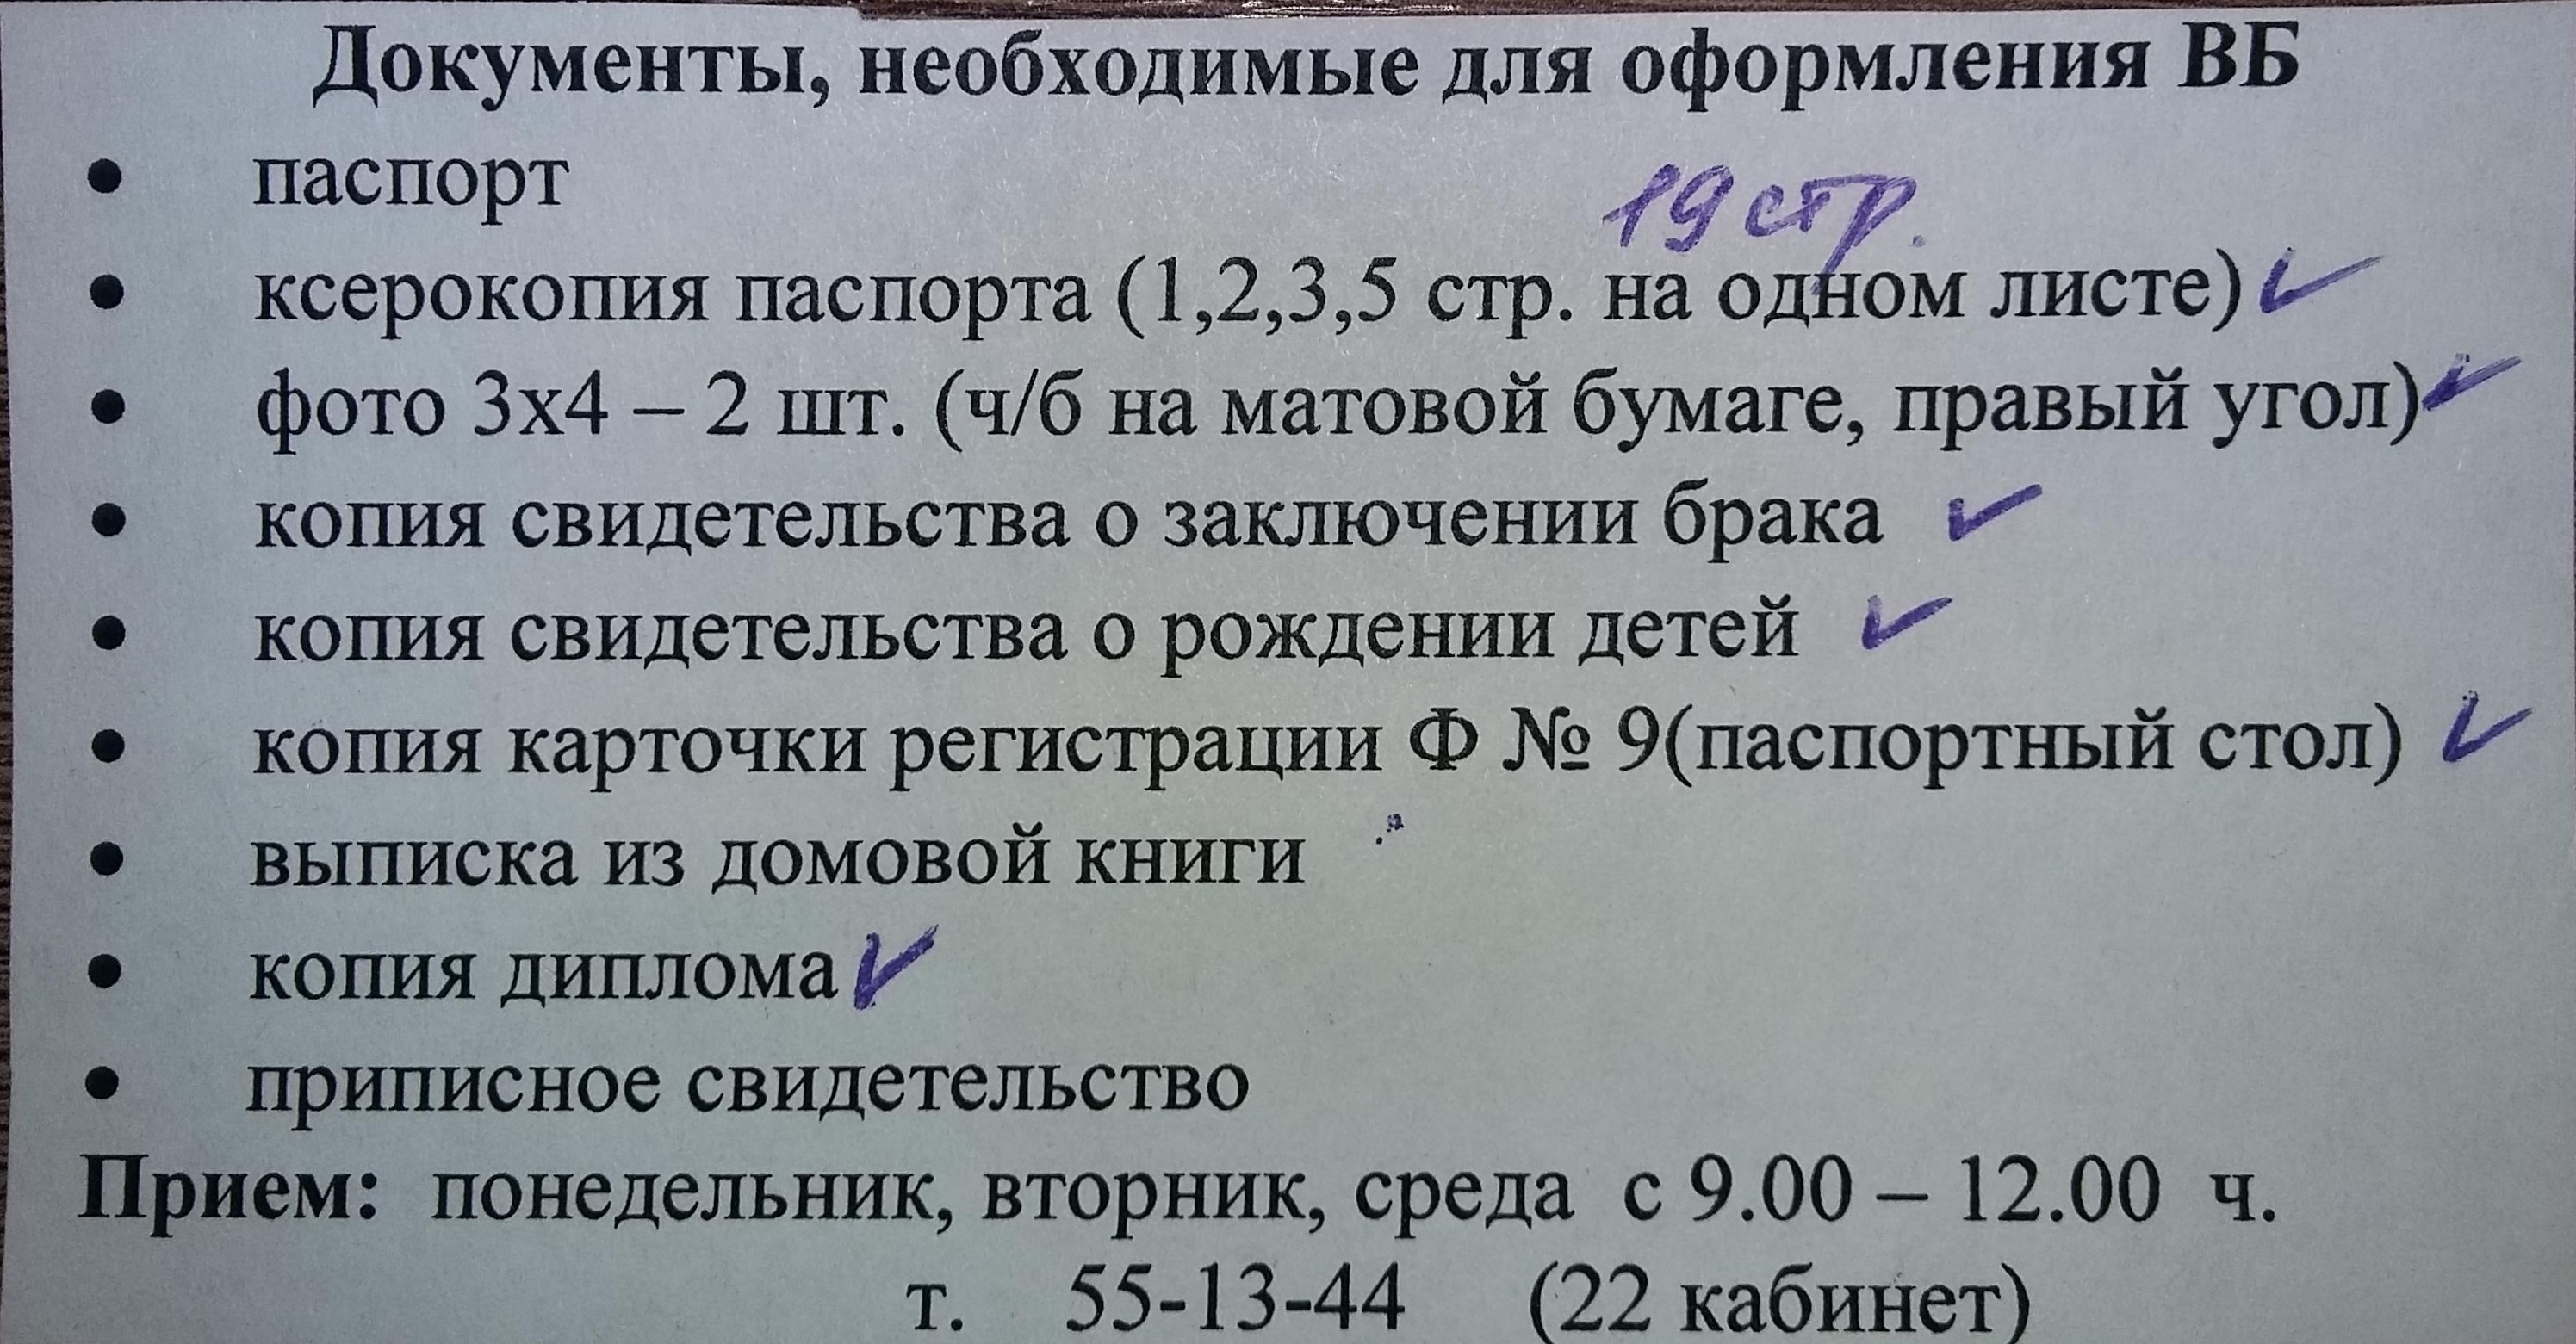 Документы, необходимые для оформления ВБ
• паспорт
19 стр.
• ксерокопия паспорта (1,2,3,5 стр. на одном листе) ✓
• фото 3х4 – 2 шт. (ч/б на матовой бумаге, правый угол) ✓
• копия свидетельства о заключении брака ✓
• копия свидетельства о рождении детей ✓
• копия карточки регистрации Ф № 9(паспортный стол) ✓
• выписка из домовой книги
• копия диплома ✓
• приписное свидетельство
Прием: понедельник, вторник, среда с 9.00 – 12.00 ч.
т. 55-13-44 (22 кабинет)